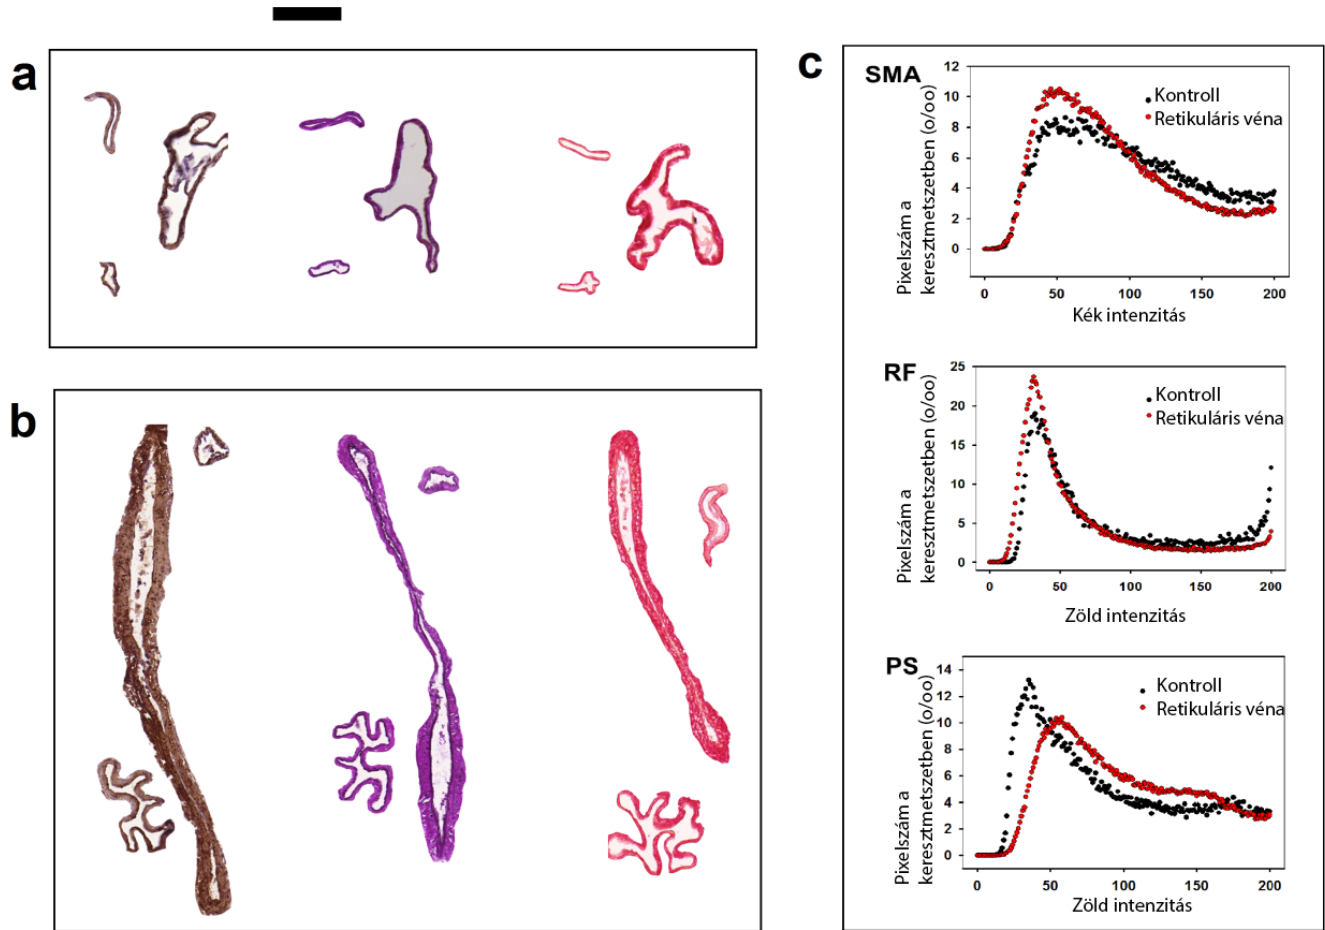 a
b
c
SMA
Pixelszám a
keresztmetszetben (o/oo)
12
10
8
6
4
2
0
Kontroll
Retikuláris véna
0 50 100 150 200
Kék intenzitás
RF
Pixelszám a
keresztmetszetben (o/oo)
25
20
15
10
5
0
Kontroll
Retikuláris véna
0 50 100 150 200
Zöld intenzitás
PS
Pixelszám a
keresztmetszetben (o/oo)
14
12
10
8
6
4
2
0
Kontroll
Retikuláris véna
0 50 100 150 200
Zöld intenzitás